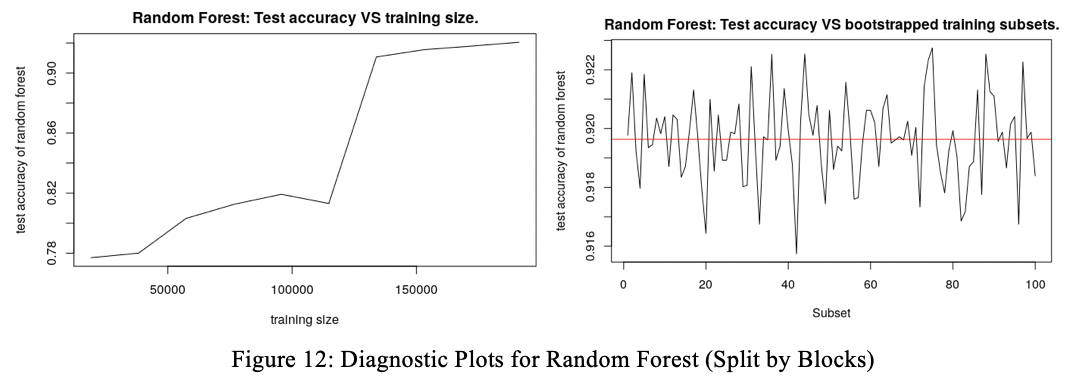 Random Forest: Test accuracy VS training size.
test accuracy of random forest
0.90
0.86
0.82
0.78
50000
100000
150000
training size
Random Forest: Test accuracy VS bootstrapped training subsets.
test accuracy of random forest
0.922
0.920
0.918
0.916
0
20
40
60
80
100
Subset
Figure 12: Diagnostic Plots for Random Forest (Split by Blocks)